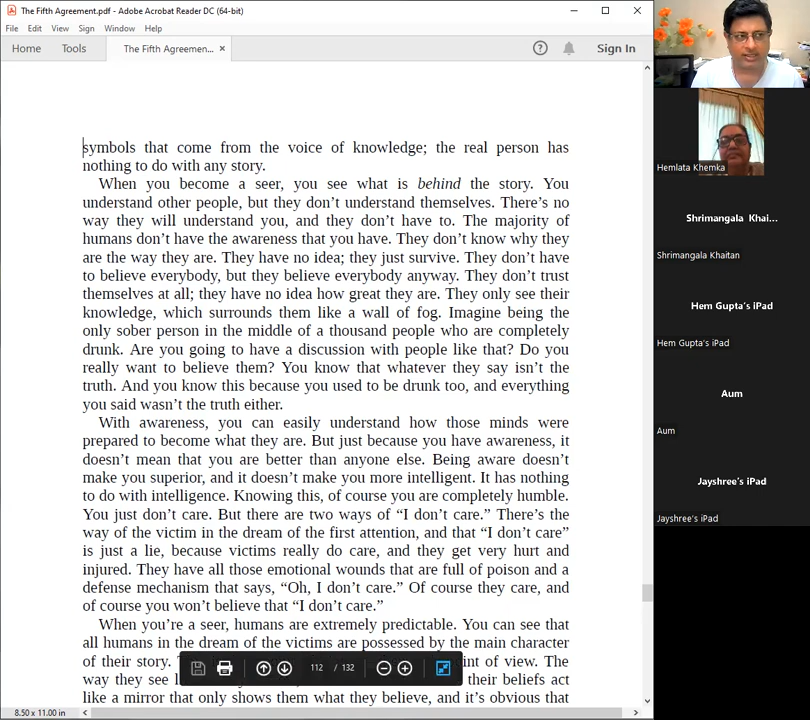 The Fifth Agreement.pdf - Adobe Acrobat Reader DC (64-bit)
File Edit View Sign Window Help
Home Tools The Fifth Agreemen... × Sign In
symbols that come from the voice of knowledge; the real person has
nothing to do with any story.
When you become a seer, you see what is behind the story. You
understand other people, but they don't understand themselves. There's no
way they will understand you, and they don't have to. The majority of
humans don't have the awareness that you have. They don't know why they
are the way they are. They have no idea; they just survive. They don't have
to believe everybody, but they believe everybody anyway. They don't trust
themselves at all; they have no idea how great they are. They only see their
knowledge, which surrounds them like a wall of fog. Imagine being the
only sober person in the middle of a thousand people who are completely
drunk. Are you going to have a discussion with people like that? Do you
really want to believe them? You know that whatever they say isn't the
truth. And you know this because you used to be drunk too, and everything
you said wasn't the truth either.
With awareness, you can easily understand how those minds were
prepared to become what they are. But just because you have awareness, it
doesn't mean that you are better than anyone else. Being aware doesn't
make you superior, and it doesn't make you more intelligent. It has nothing
to do with intelligence. Knowing this, of course you are completely humble.
You just don't care. But there are two ways of “I don't care.” There's the
way of the victim in the dream of the first attention, and that “I don't care”
is just a lie, because victims really do care, and they get very hurt and
injured. They have all those emotional wounds that are full of poison and a
defense mechanism that says, “Oh, I don't care.” Of course they care, and
of course you won't believe that “I don't care.”
When you're a seer, humans are extremely predictable. You can see that
all humans in the dream of the victims are possessed by the main character
of their story. int of view. The
way they see their beliefs act
like a mirror that only shows them what they believe, and it's obvious that
112 / 132
8.50 x 11.00 in
Hemlata Khemka
Shrimangala Khai...
Shrimangala Khaitan
Hem Gupta's iPad
Hem Gupta's iPad
Aum
Aum
Jayshree's iPad
Jayshree's iPad